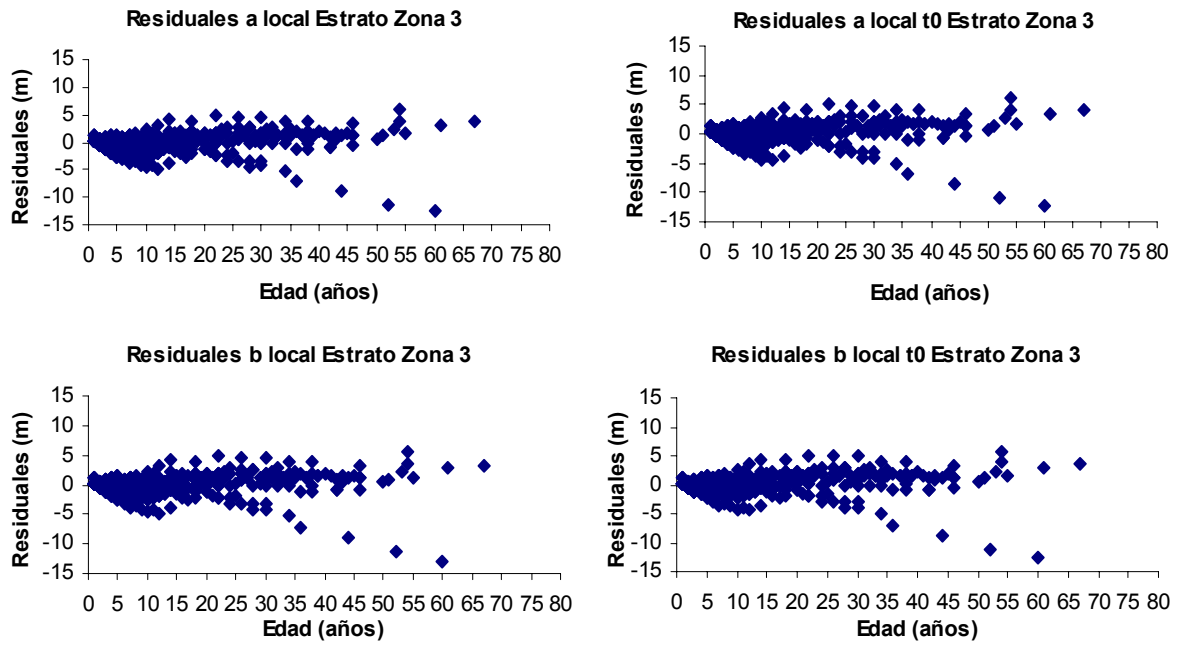 Residuales a local Estrato Zona 3
15
10
5
0
-5
-10
-15
Residuales (m)
0 5 10 15 20 25 30 35 40 45 50 55 60 65 70 75 80
Edad (años)
Residuales a local t0 Estrato Zona 3
15
10
5
0
-5
-10
-15
Residuales (m)
0 5 10 15 20 25 30 35 40 45 50 55 60 65 70 75 80
Edad (años)
Residuales b local Estrato Zona 3
15
10
5
0
-5
-10
-15
Residuales (m)
0 5 10 15 20 25 30 35 40 45 50 55 60 65 70 75 80
Edad (años)
Residuales b local t0 Estrato Zona 3
15
10
5
0
-5
-10
-15
Residuales (m)
0 5 10 15 20 25 30 35 40 45 50 55 60 65 70 75 80
Edad (años)